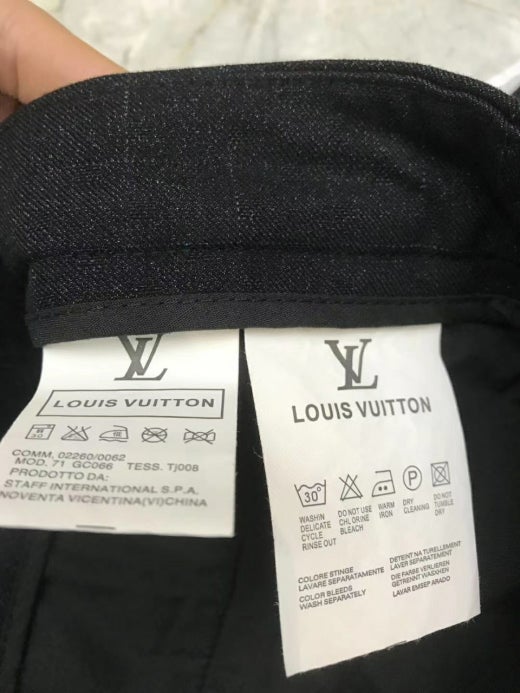 LV
LOUIS VUITTON
30
COMM. 02260/0062
MOD. 71 GC066 TESS. Tj008
PRODOTTO DA:
STAFF INTERNATIONAL S.P.A.
NOVENTA VICENTINA(VI)CHINA
LV
LOUIS VUITTON
30°
P
WASHIN
DELICATE
CYCLE
RINSE OUT
DO NOT USE
CHLORINE
BLEACH
WARM
IRON
DRY
CLEANING
DO NOT
TUMBLE
DRY
COLORE STINGE
LAVARE SEPARATAMENTE
COLOR BLEEDS
WASH SEPARATELY
DETEINT NA TURELLEMENT
LAVER SEPAREMENT
DIE FARBE VERLIEREN
GETRENNT WASXHEN
LAVAR EMSEP ARADO